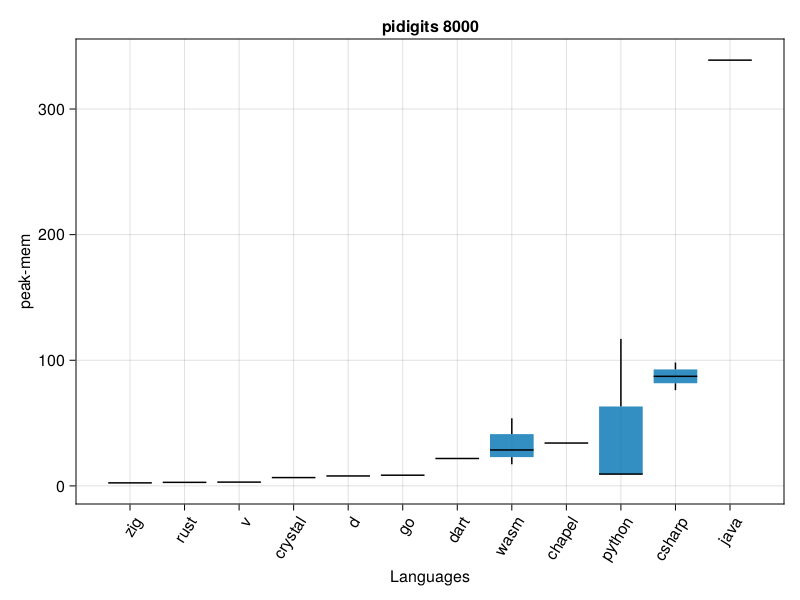 pidigits 8000
peak-mem
300
200
100
0
zig
rust
v
crystal
d
go
dart
wasm
chapel
python
csharp
java
Languages